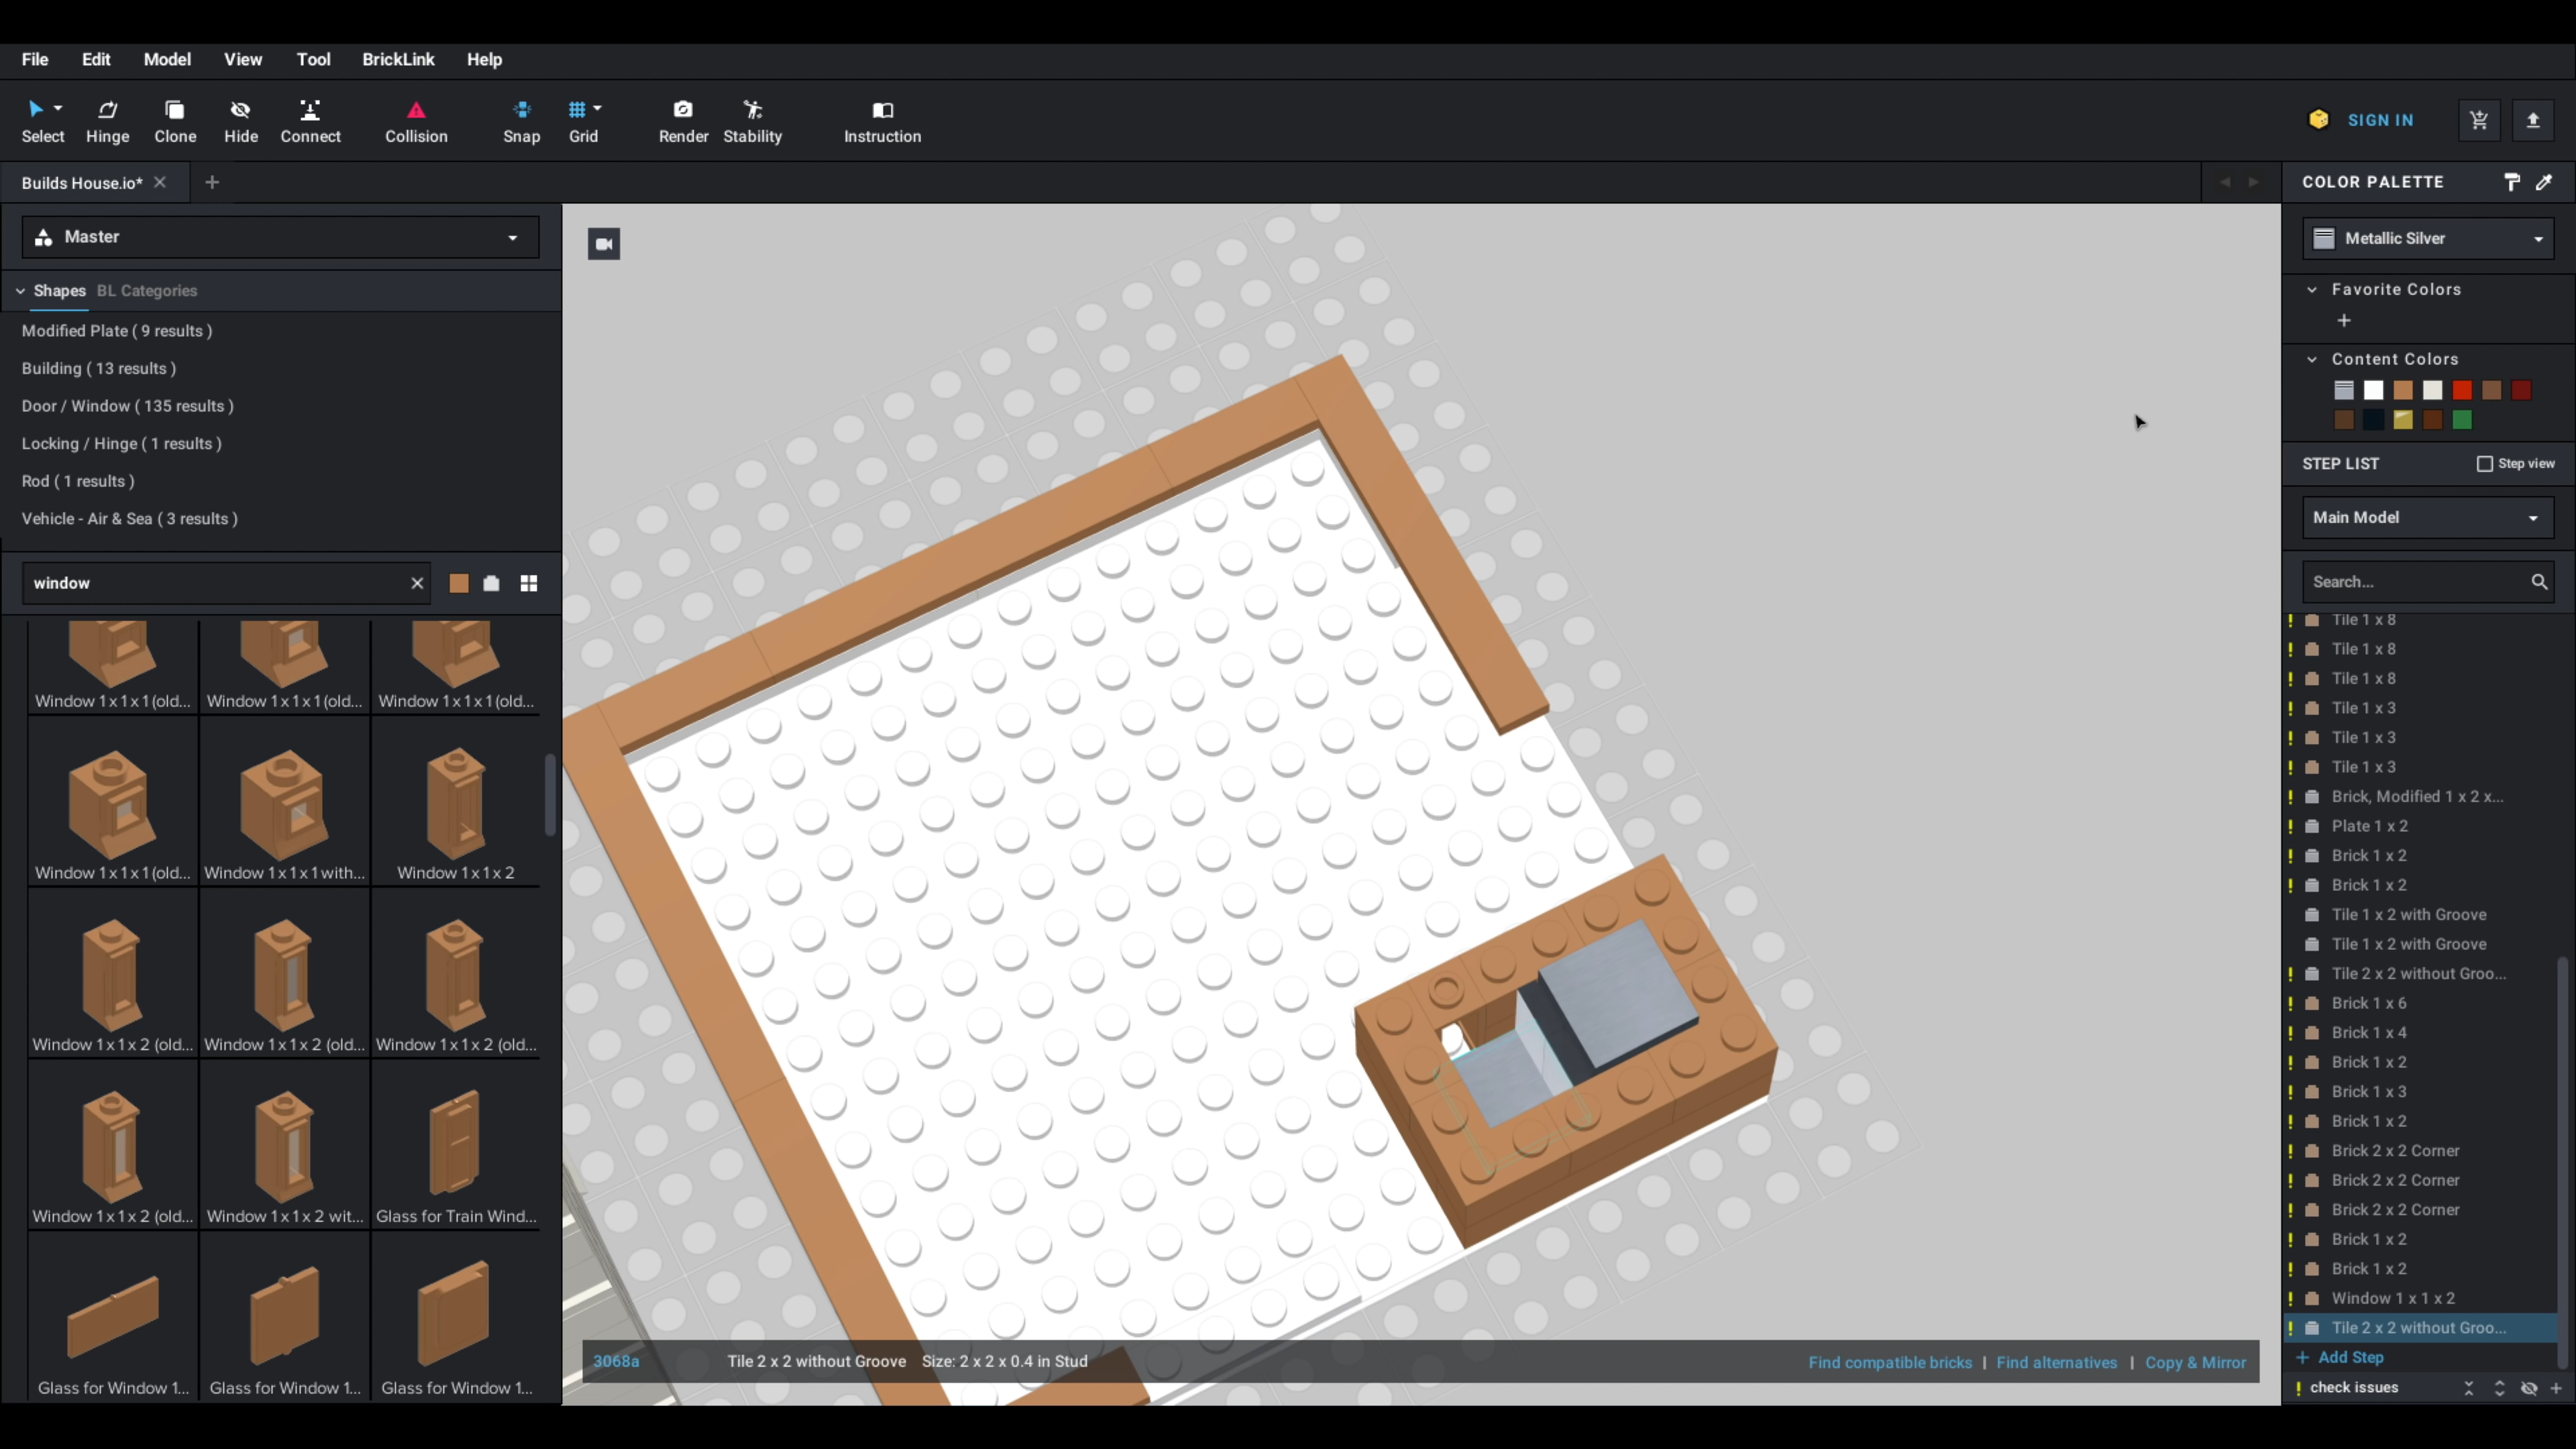 File Edit Model View Tool BrickLink Help
Select Hinge Clone Hide Connect Collision Snap Grid Render Stability Instruction
SIGN IN
Builds House.io*
COLOR PALETTE
Master
Metallic Silver
Shapes BL Categories
Favorite Colors
Modified Plate ( 9 results )
Building ( 13 results )
Content Colors
Door / Window ( 135 results )
Locking / Hinge ( 1 results )
STEP LIST
Step view
Rod ( 1 results )
Vehicle - Air & Sea ( 3 results )
Main Model
window
Search...
Window 1 x 1 x 1 (old... Window 1 x 1 x 1 (old... Window 1 x 1 x 1 (old...
Window 1 x 1 x 1 (old... Window 1 x 1 x 1 with... Window 1 x 1 x 2
Window 1 x 1 x 2 (old... Window 1 x 1 x 2 (old... Window 1 x 1 x 2 (old...
Window 1 x 1 x 2 (old... Window 1 x 1 x 2 wit... Glass for Train Wind...
Glass for Window 1... Glass for Window 1... Glass for Window 1...
Tile 1 x 8
Tile 1 x 8
Tile 1 x 8
Tile 1 x 3
Tile 1 x 3
Tile 1 x 3
Brick, Modified 1 x 2 x...
Plate 1 x 2
Brick 1 x 2
Brick 1 x 2
Tile 1 x 2 with Groove
Tile 1 x 2 with Groove
Tile 2 x 2 without Groo...
Brick 1 x 6
Brick 1 x 4
Brick 1 x 2
Brick 1 x 3
Brick 1 x 2
Brick 2 x 2 Corner
Brick 2 x 2 Corner
Brick 2 x 2 Corner
Brick 1 x 2
Brick 1 x 2
Window 1 x 1 x 2
Tile 2 x 2 without Groo...
+ Add Step
! check issues
3068a Tile 2 x 2 without Groove Size: 2 x 2 x 0.4 in Stud
Find compatible bricks | Find alternatives | Copy & Mirror